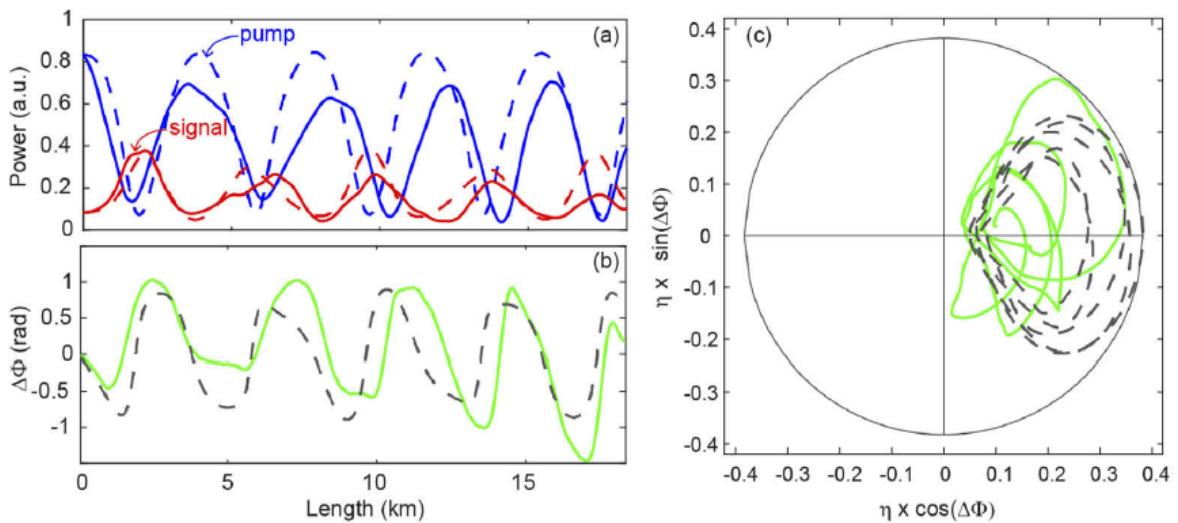 (a)
pump
signal
Power (a.u.)
1
0.8
0.6
0.4
0.2
0
(b)
ΔΦ (rad)
1
0.5
0
-0.5
-1
0 5 10 15
Length (km)
(c)
η x sin(ΔΦ)
0.4
0.3
0.2
0.1
0
-0.1
-0.2
-0.3
-0.4
-0.4 -0.3 -0.2 -0.1 0 0.1 0.2 0.3 0.4
η x cos(ΔΦ)